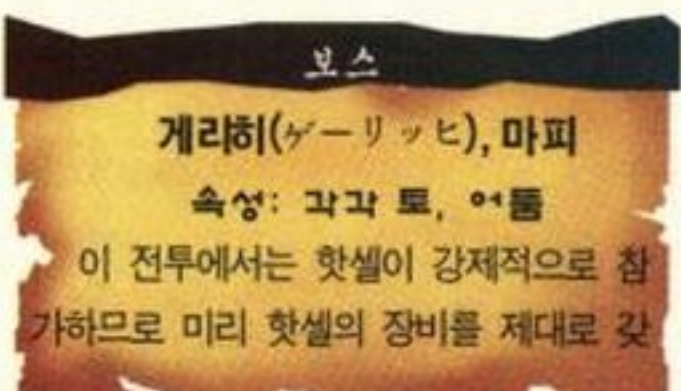 보스
게리히(ゲーリッヒ), 마피
속성: 각각 토, 어둠
이 전투에서는 핫셀이 강제적으로 참
가하므로 미리 핫셀의 장비를 제대로 갖